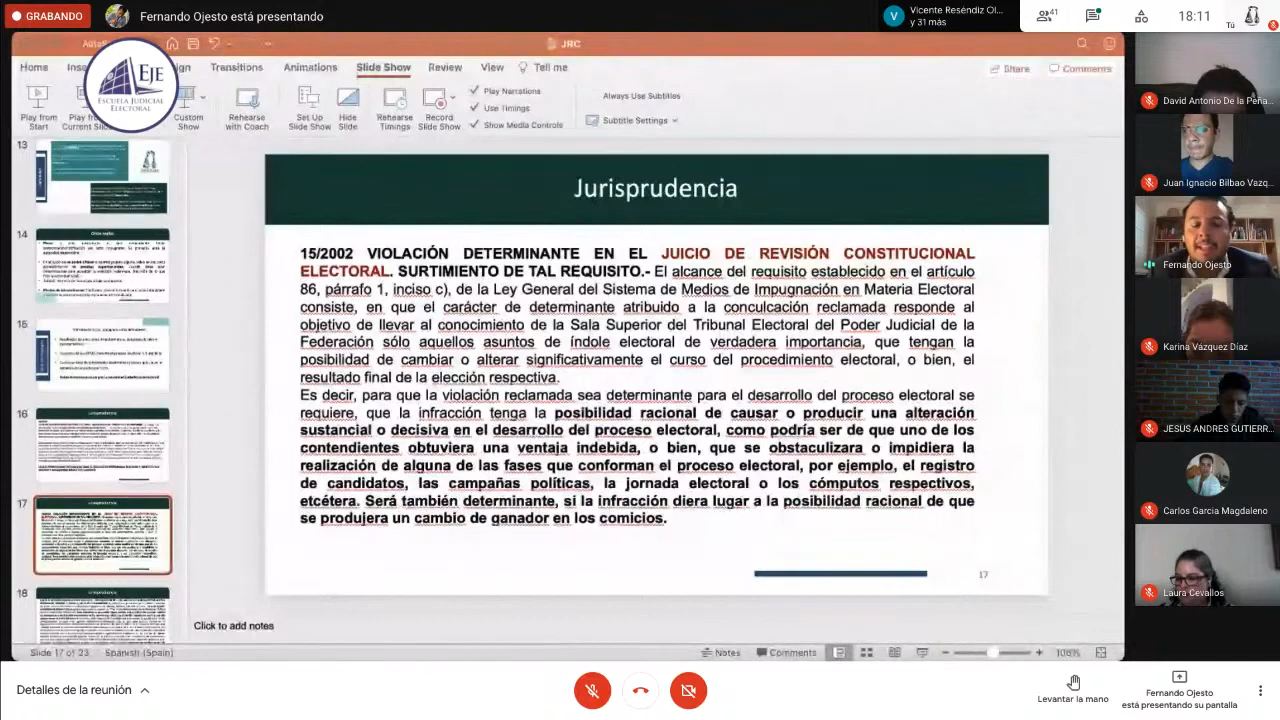 GRABANDO
Fernando Ojesto está presentando
V
Vicente Reséndiz Ol...
y 31 más
41
18:11
Tú
JRC
Home
Transitions
Animations
Slide Show
Review
View
Tell me
Share
Comments
EJE
ESCUELA JUDICIAL
ELECTORAL
Play from
Start
Custom
Show
Rehearse
with Coach
Set Up
Slide Show
Hide
Slide
Rehearse
Timings
Record
Slide Show
Play Narrations
Use Timings
Show Media Controls
Always Use Subtitles
Subtitle Settings
13
14
15
16
17
18
Jurisprudencia
15/2002 VIOLACIÓN DETERMINANTE EN EL JUICIO DE REVISIÓN CONSTITUCIONAL
ELECTORAL. SURTIMIENTO DE TAL REQUISITO.- El alcance del requisito establecido en el artículo
86, párrafo 1, inciso c), de la Ley General del Sistema de Medios de Impugnación en Materia Electoral
consiste, en que el carácter de determinante atribuido a la conculcación reclamada responde al
objetivo de llevar al conocimiento de la Sala Superior del Tribunal Electoral del Poder Judicial de la
Federación sólo aquellos asuntos de índole electoral de verdadera importancia, que tengan la
posibilidad de cambiar o alterar significativamente el curso del procedimiento electoral, o bien, el
resultado final de la elección respectiva.
Es decir, para que la violación reclamada sea determinante para el desarrollo del proceso electoral se
requiere, que la infracción tenga la posibilidad racional de causar o producir una alteración
sustancial o decisiva en el desarrollo del proceso electoral, como podría ser de que uno de los
contendientes obtuviera una ventaja indebida, o bien, que se obstaculizara o impidiera la
realización de alguna de las fases que conforman el proceso electoral, por ejemplo, el registro
de candidatos, las campañas políticas, la jornada electoral o los cómputos respectivos,
etcétera. Será también determinante, si la infracción diera lugar a la posibilidad racional de que
se produjera un cambio de ganador en los comicios.
17
Click to add notes
Slide 17 of 23
Spanish (Spain)
Notes
Comments
David Antonio De la Peña...
Juan Ignacio Bilbao Vazq...
Fernando Ojesto
Karina Vázquez Díaz
JESUS ANDRES GUTIERR...
Carlos Garcia Magdaleno
Laura Cevallos
Detalles de la reunión
Levantar la mano
Fernando Ojesto
está presentando su pantalla